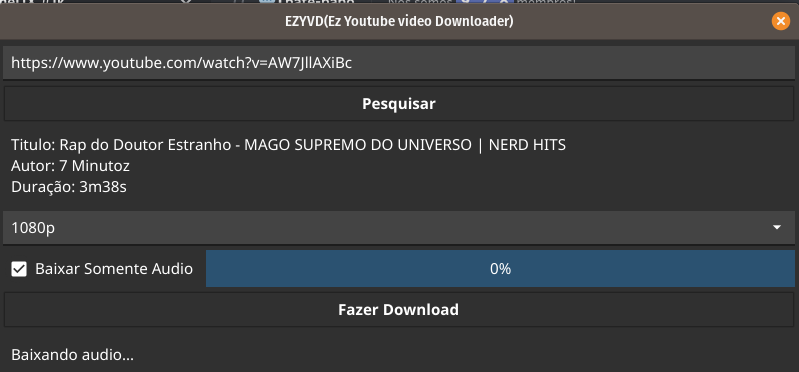 EZYVD(Ez Youtube video Downloader)
https://www.youtube.com/watch?v=AW7JllAXiBc
Pesquisar
Titulo: Rap do Doutor Estranho - MAGO SUPREMO DO UNIVERSO | NERD HITS
Autor: 7 Minutoz
Duração: 3m38s
1080p
Baixar Somente Audio
0%
Fazer Download
Baixando audio...